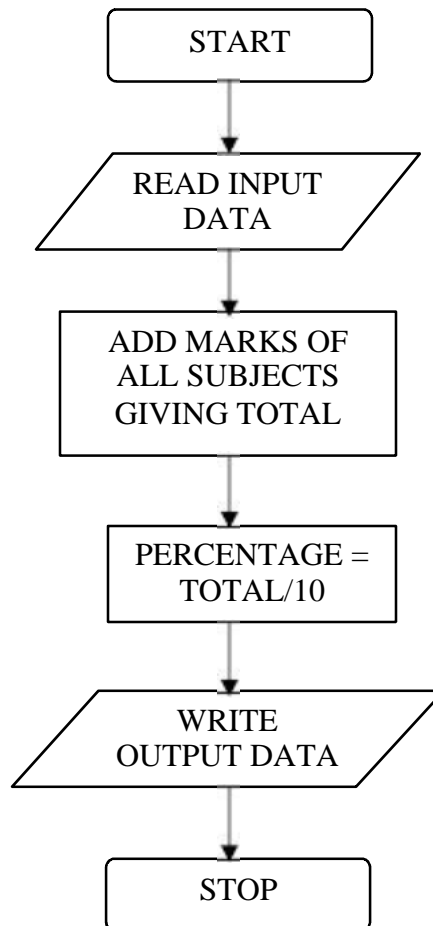 START
READ INPUT
DATA
ADD MARKS OF
ALL SUBJECTS
GIVING TOTAL
PERCENTAGE =
TOTAL/10
WRITE
OUTPUT DATA
STOP